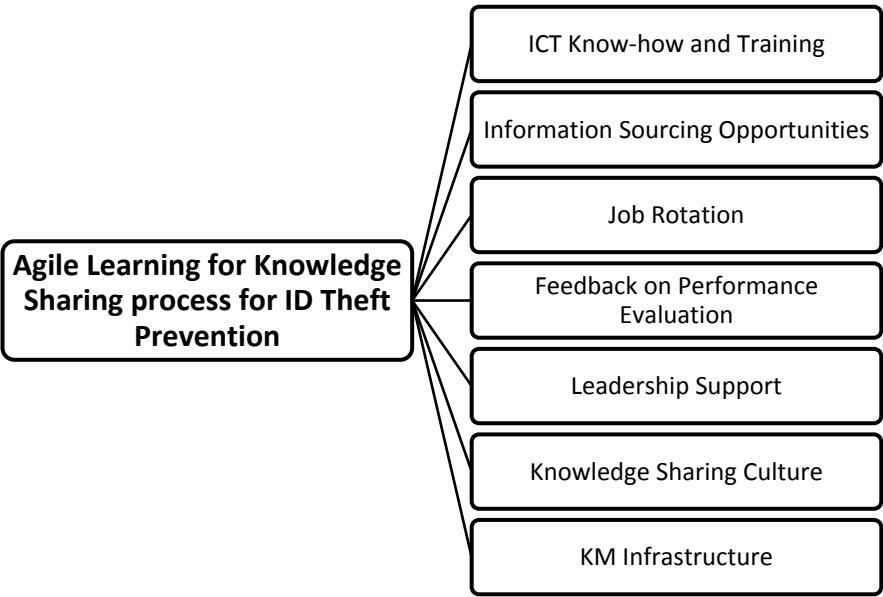 ICT Know-how and Training
Information Sourcing Opportunities
Job Rotation
Agile Learning for Knowledge
Sharing process for ID Theft
Prevention
Feedback on Performance
Evaluation
Leadership Support
Knowledge Sharing Culture
KM Infrastructure